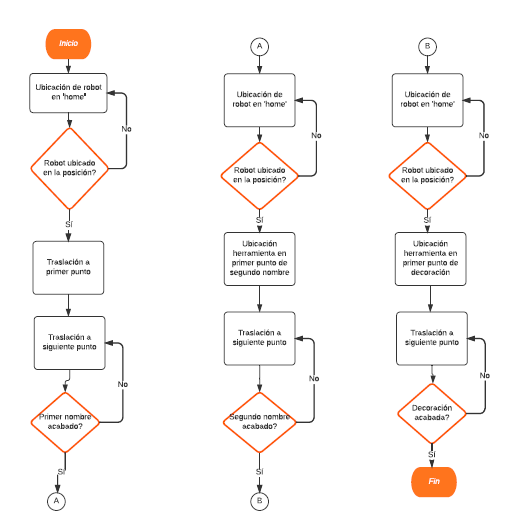 Inicio
Ubicación de robot
en 'home"
No
Robot ubicado
en la posición?
Sí
Traslación a
primer punto
Traslación a
siguiente punto
No
Primer nombre
acabado?
Sí
A
A
Ubicación de
robot en 'home'
No
Robot ubicado
en la posición?
Sí
Ubicación
herramienta en
primer punto de
segundo nombre
Traslación a
siguiente punto
No
Segundo nombre
acabado?
Sí
B
B
Ubicación de
robot en 'home'
No
Robot ubicado
en la posición?
Sí
Ubicación
herramienta en
primer punto de
decoración
Traslación a
siguiente punto
No
Decoración
acabada?
Sí
Fin